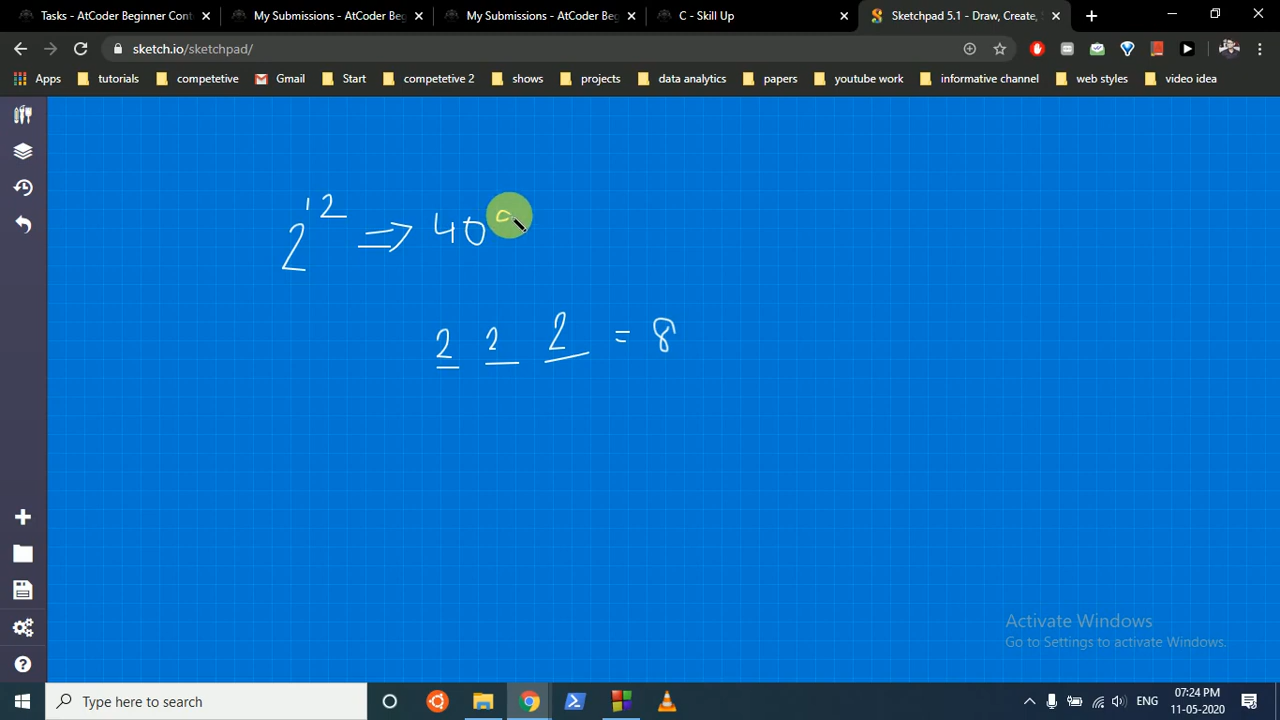 Tasks - AtCoder Beginner Cont
My Submissions - AtCoder Beg
My Submissions - AtCoder Beg
C - Skill Up
Sketchpad 5.1 - Draw, Create, S
sketch.io/sketchpad/
Apps tutorials competetive Gmail Start competetive 2 shows projects data analytics papers youtube work informative channel web styles video idea
2^12 => 409
2 2 2 = 8
Activate Windows
Go to Settings to activate Windows.
Type here to search
ENG
07:24 PM
11-05-2020